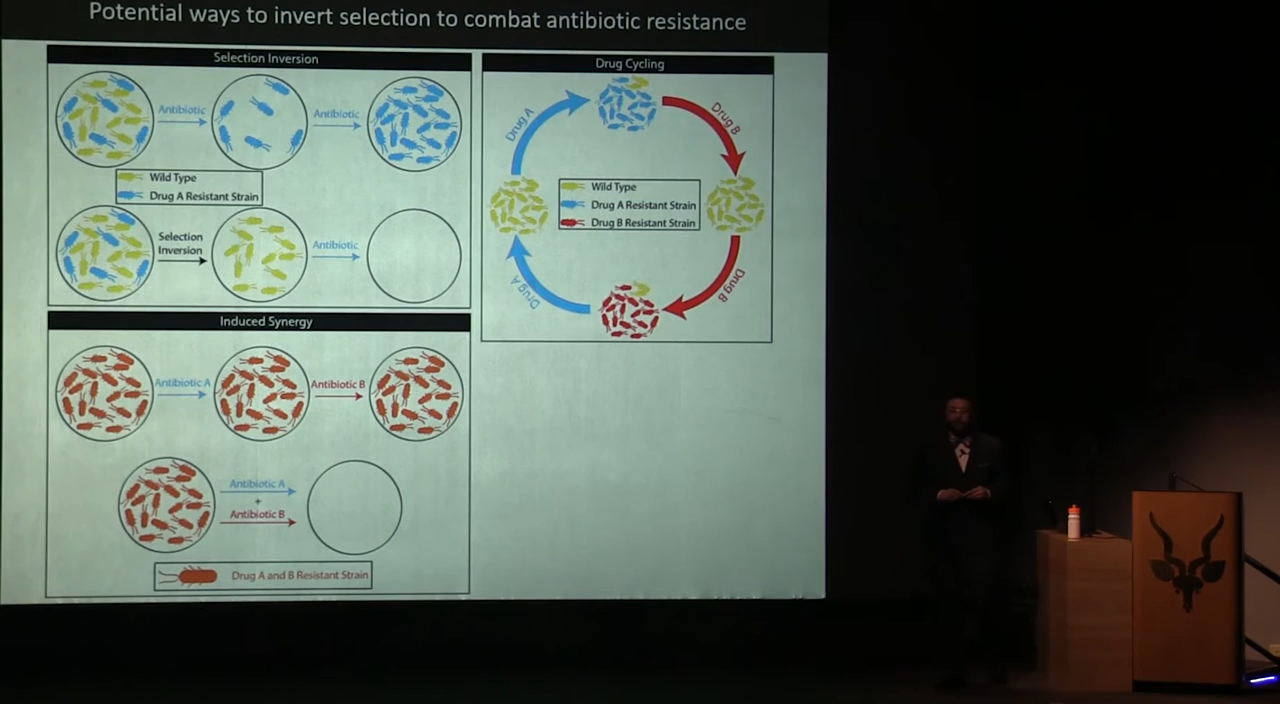 Potential ways to invert selection to combat antibiotic resistance
Selection Inversion
Antibiotic
Antibiotic
Wild Type
Drug A Resistant Strain
Selection
Inversion
Antibiotic
Induced Synergy
Antibiotic A
Antibiotic B
Antibiotic A
+
Antibiotic B
Drug A and B Resistant Strain
Drug Cycling
Drug A
Drug B
Wild Type
Drug A Resistant Strain
Drug B Resistant Strain
Drug A
Drug B